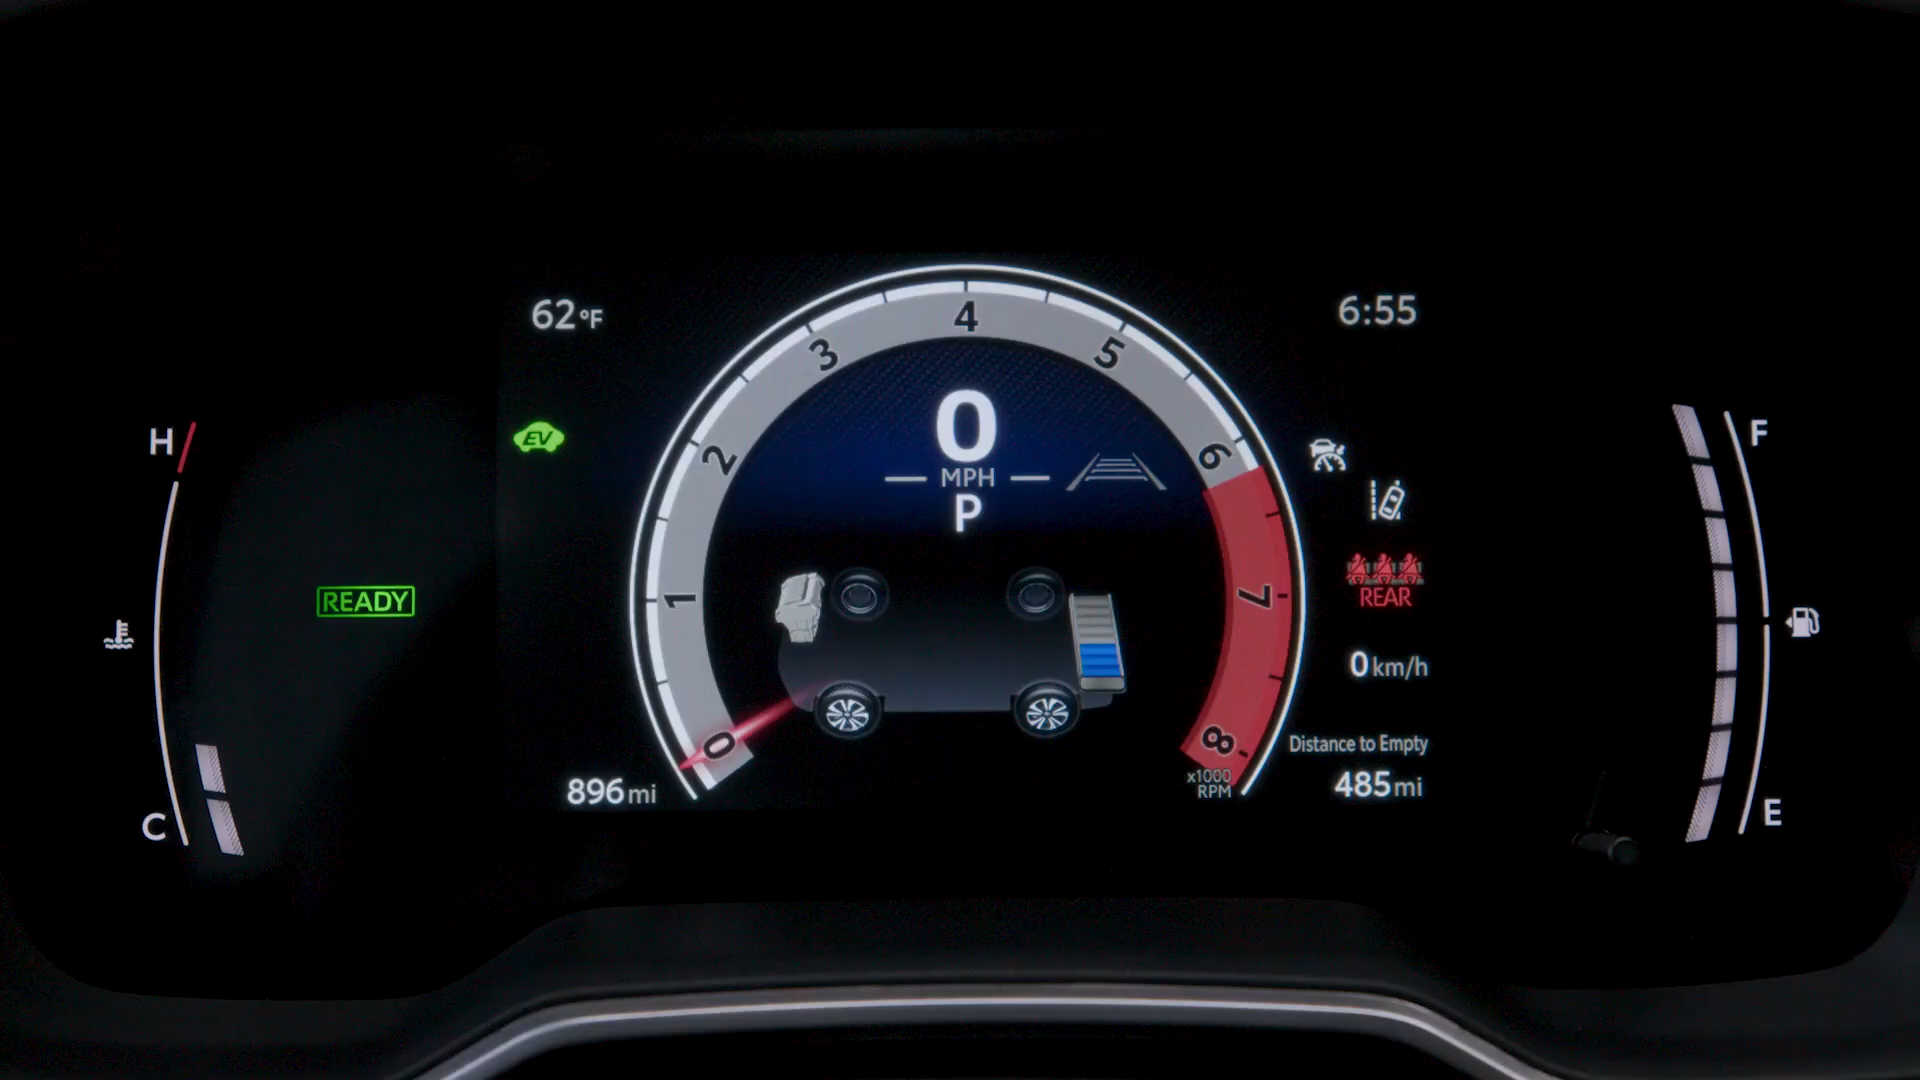 62°F
6:55
4
3
5
2
6
1
7
0
8
0
MPH
P
EV
H
C
READY
REAR
0 km/h
Distance to Empty
485 mi
896 mi
x1000
RPM
F
E